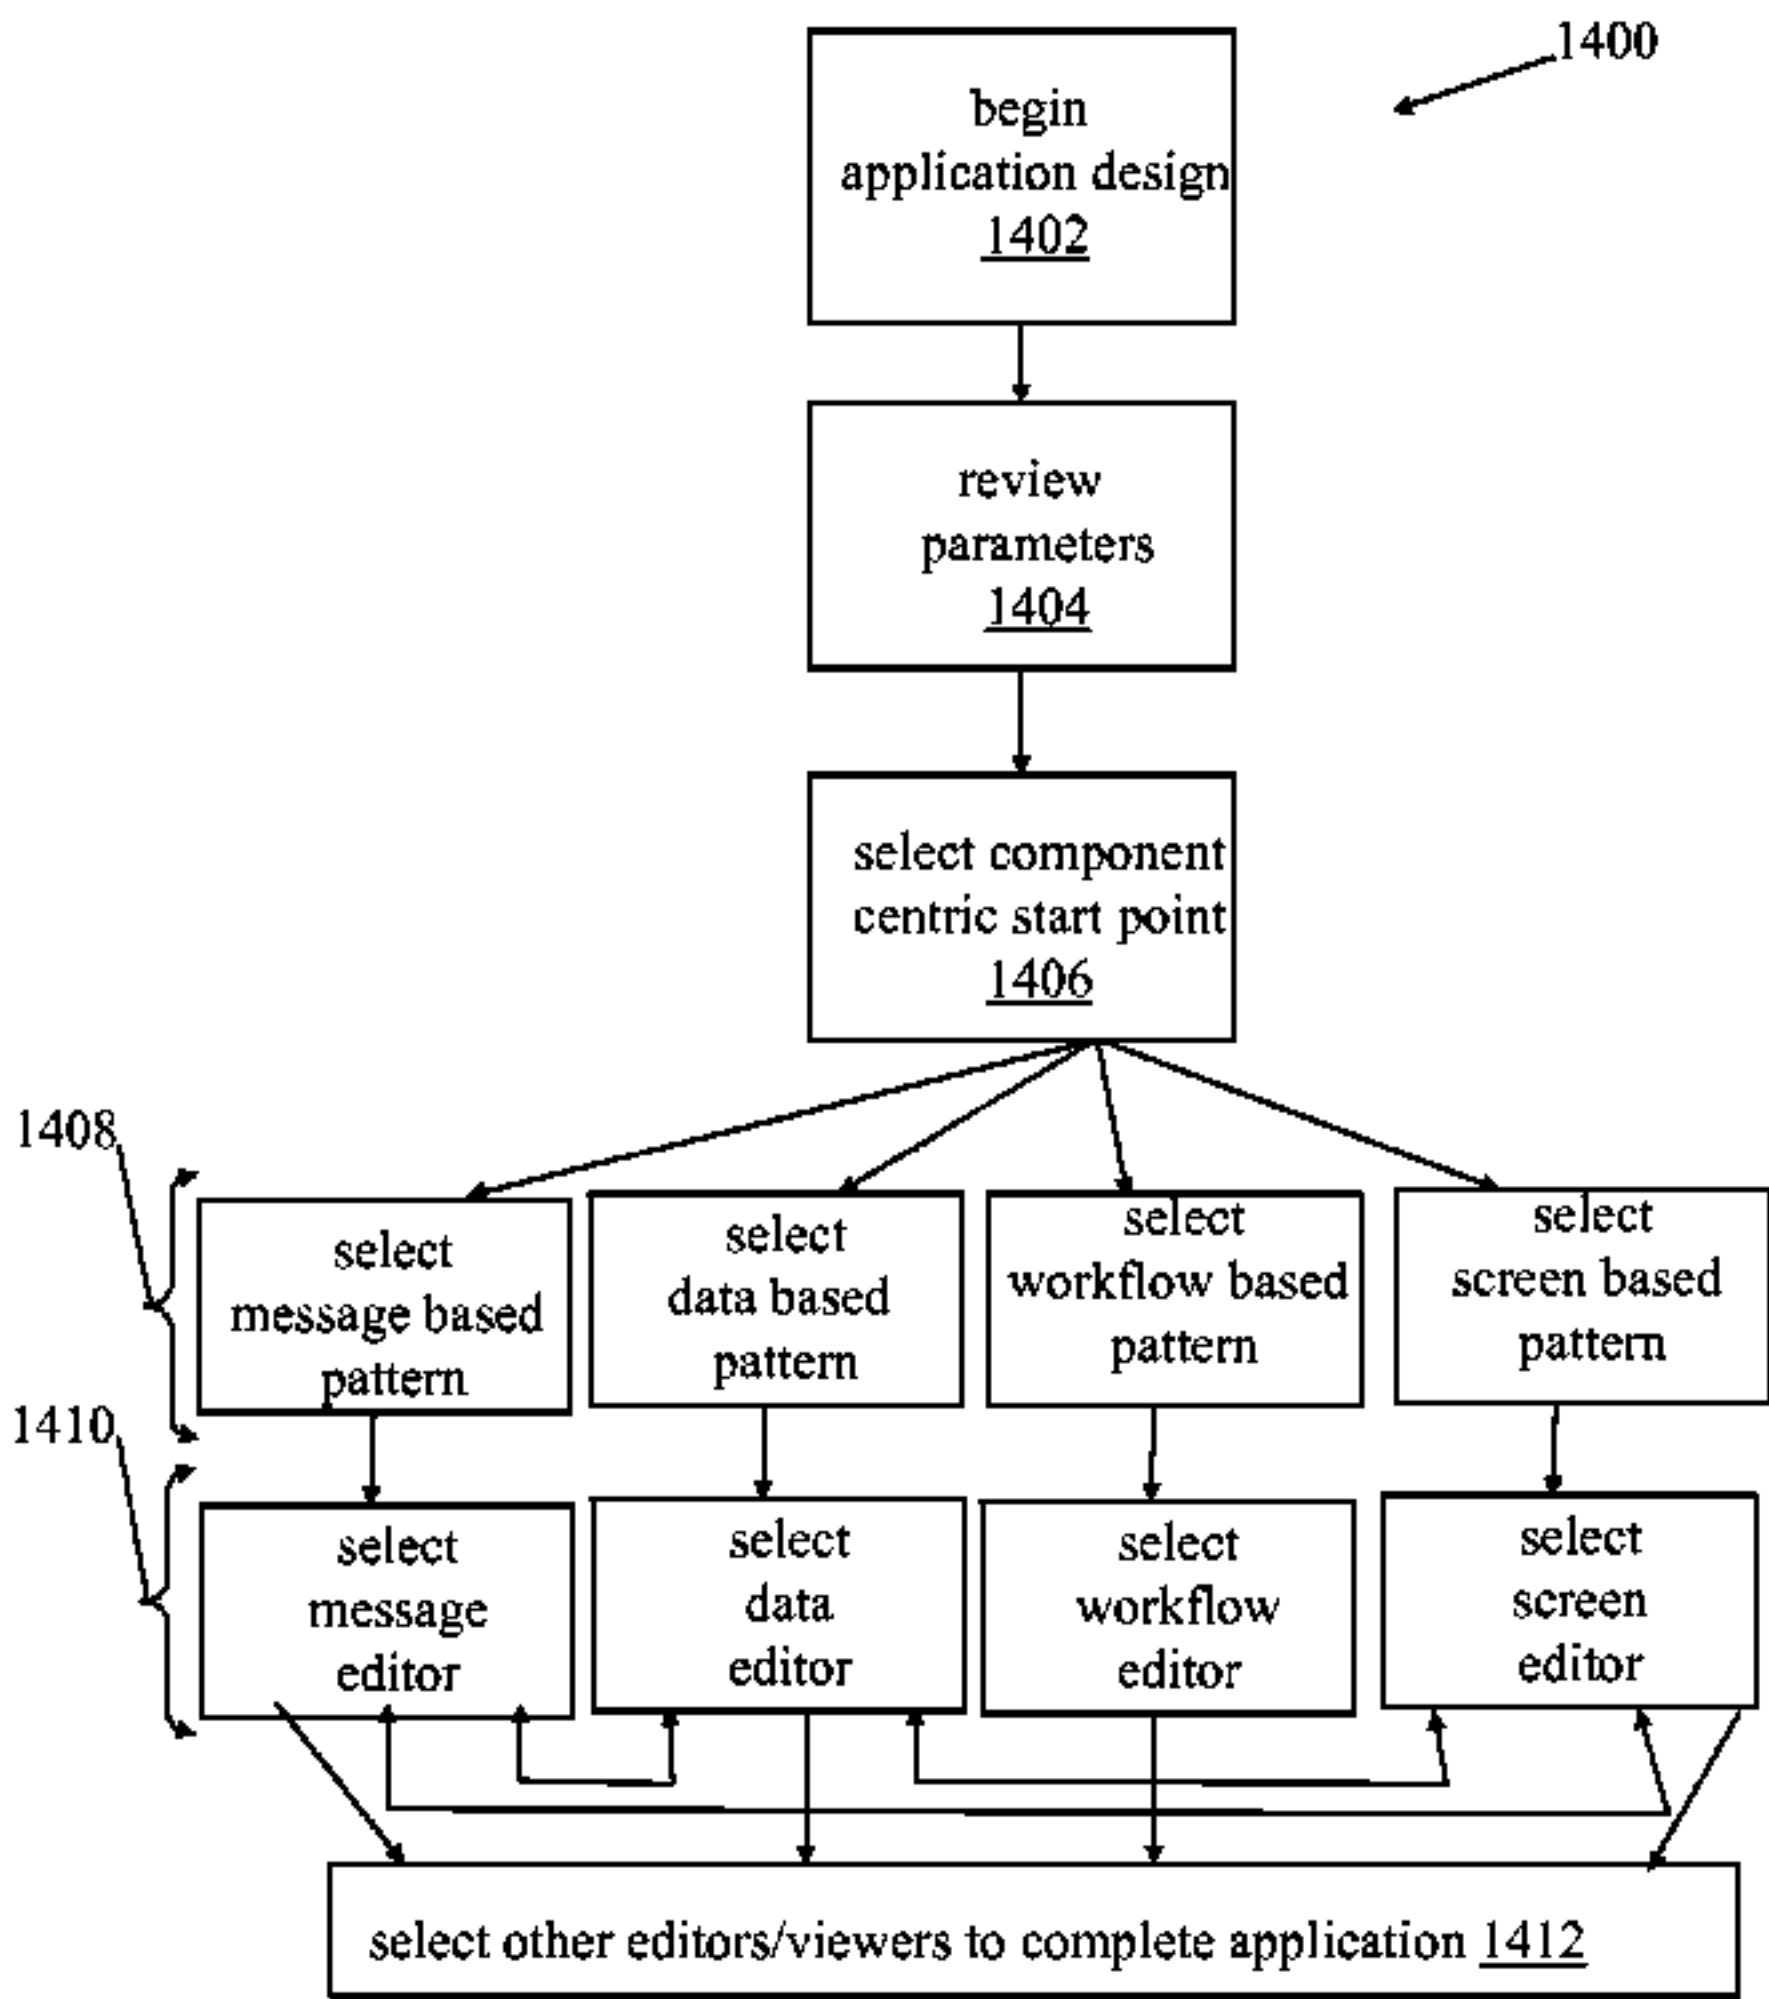 1400
begin
application design
1402
review
parameters
1404
select component
centric start point
1406
1408
select
message based
pattern
select
data based
pattern
select
workflow based
pattern
select
screen based
pattern
1410
select
message
editor
select
data
editor
select
workflow
editor
select
screen
editor
select other editors/viewers to complete application 1412